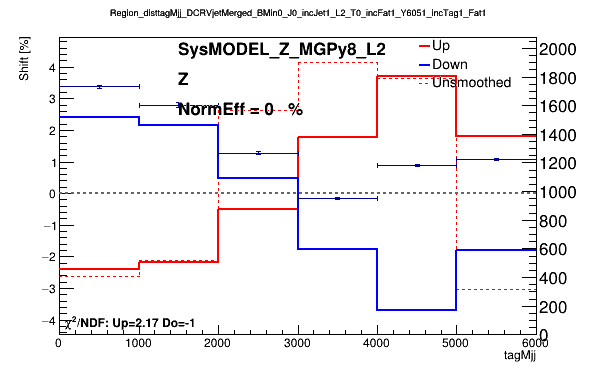 Region_disttagMjj_DCRVjetMerged_BMin0_J0_incJet1_L2_T0_incFat1_Y6051_incTag1_Fat1
Shift [%]
SysMODEL_Z_MGPy8_L2
Z
NormEff = 0 %
Up
Down
Unsmoothed
4
3
2
1
0
−1
−2
−3
−4
2000
1800
1600
1400
1200
1000
800
600
400
200
0
χ²/NDF: Up=2.17 Do=-1
0 1000 2000 3000 4000 5000 6000
tagMjj